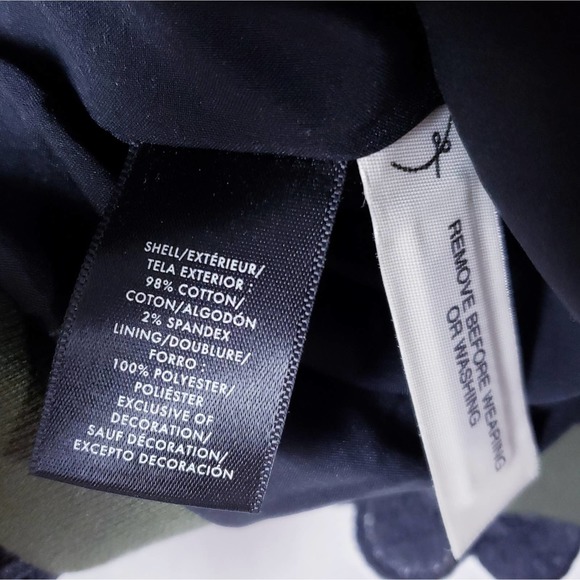 SHELL/EXTÉRIEUR/
TELA EXTERIOR :
98% COTTON/
COTON/ALGODÓN
2% SPANDEX
LINING/DOUBLURE/
FORRO :
100% POLYESTER/
POLIÉSTER
EXCLUSIVE OF
DECORATION/
SAUF DÉCORATION/
EXCEPTO DECORACIÓN
REMOVE BEFORE WEARING
OR WASHING